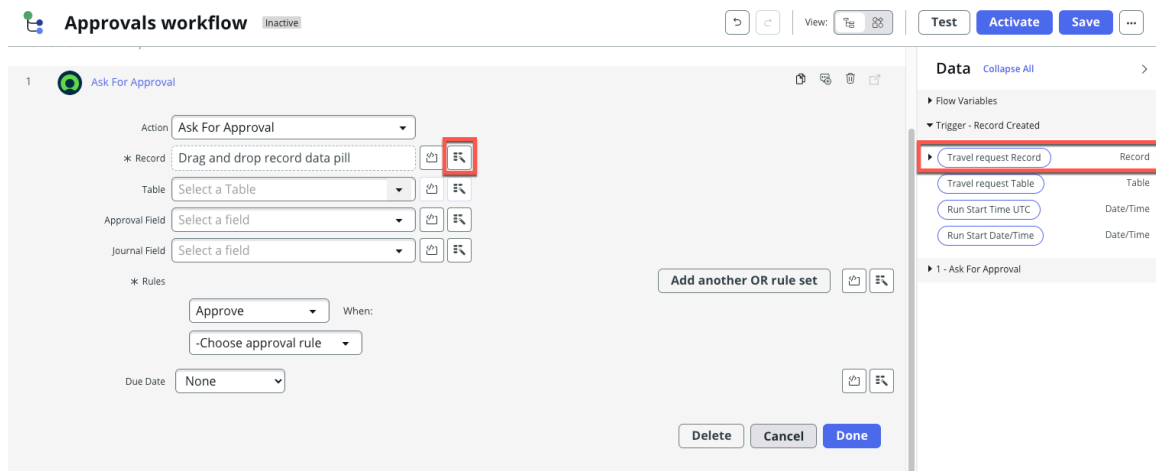 Approvals workflow Inactive View: Test Activate Save ...
1 Ask For Approval
Action Ask For Approval
* Record Drag and drop record data pill
Table Select a Table
Approval Field Select a field
Journal Field Select a field
* Rules Add another OR rule set
Approve When:
-Choose approval rule
Due Date None
Delete Cancel Done
Data Collapse All
Flow Variables
Trigger - Record Created
Travel request Record Record
Travel request Table Table
Run Start Time UTC Date/Time
Run Start Date/Time Date/Time
1 - Ask For Approval